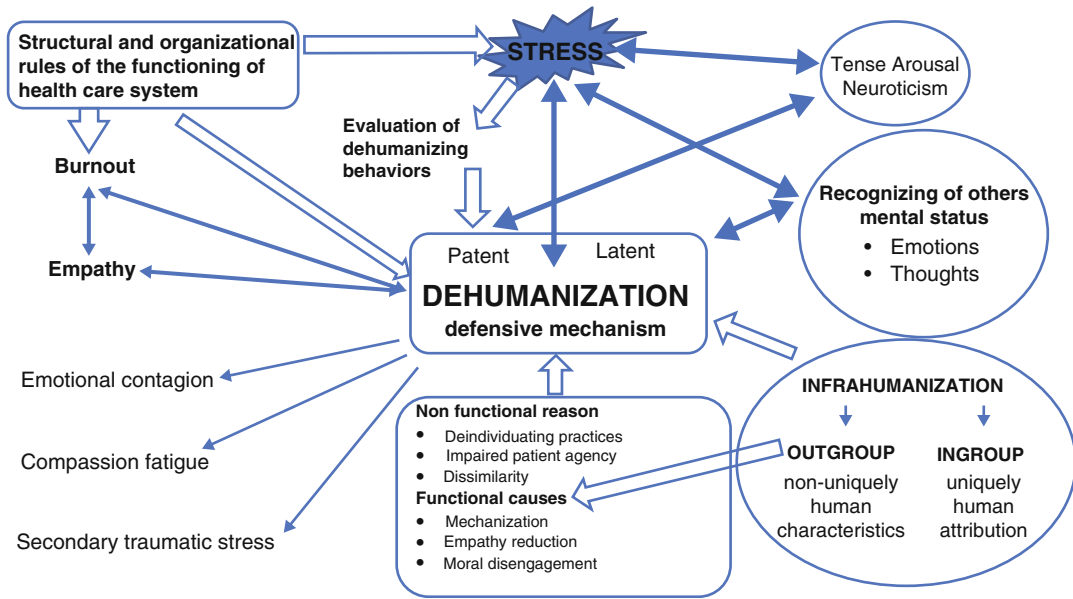 Structural and organizational
rules of the functioning of
health care system
STRESS
Tense Arousal
Neuroticism
Evaluation of
dehumanizing
behaviors
Burnout
Empathy
Recognizing of others
mental status
• Emotions
• Thoughts
Patent
Latent
DEHUMANIZATION
defensive mechanism
Emotional contagion
Compassion fatigue
Secondary traumatic stress
Non functional reason
• Deindividuating practices
• Impaired patient agency
• Dissimilarity
Functional causes
• Mechanization
• Empathy reduction
• Moral disengagement
INFRAHUMANIZATION
OUTGROUP
non-uniquely
human
characteristics
INGROUP
uniquely
human
attribution